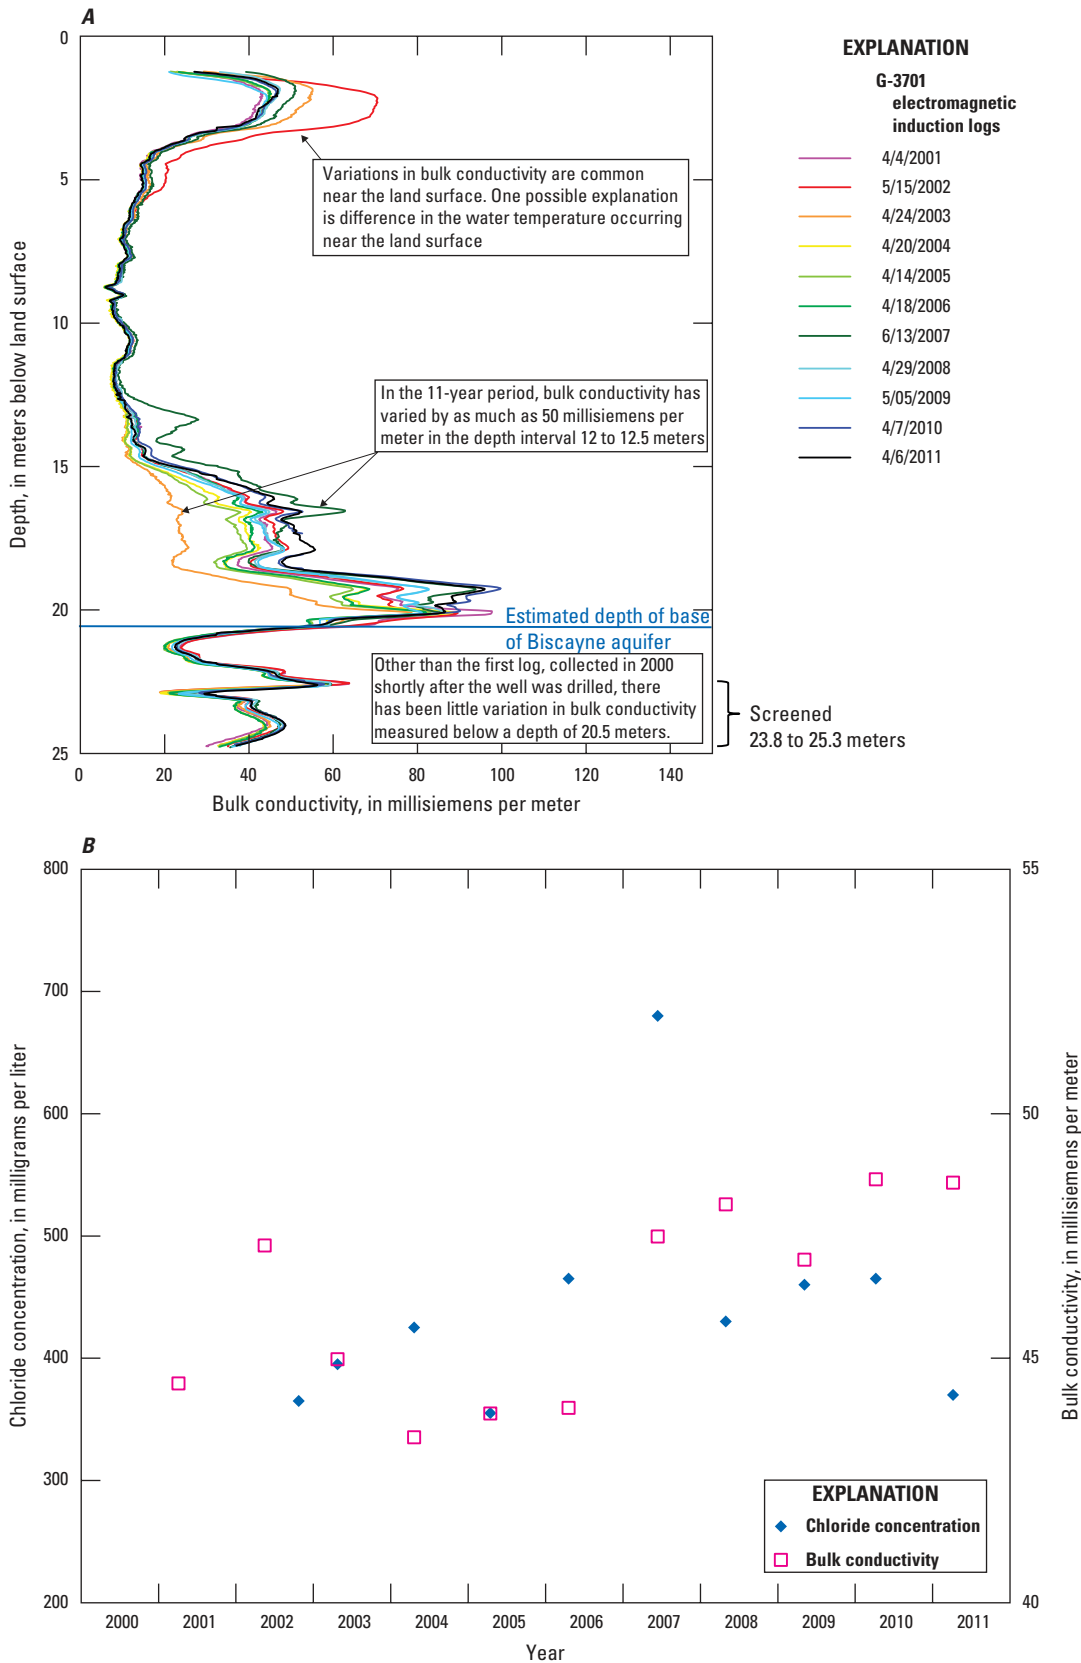 A
0
5
10
15
20
25
Depth, in meters below land surface
0
20
40
60
80
100
120
140
Bulk conductivity, in millisiemens per meter
Variations in bulk conductivity are common
near the land surface. One possible explanation
is difference in the water temperature occurring
near the land surface
In the 11-year period, bulk conductivity has
varied by as much as 50 millisiemens per
meter in the depth interval 12 to 12.5 meters
Estimated depth of base
of Biscayne aquifer
Other than the first log, collected in 2000
shortly after the well was drilled, there
has been little variation in bulk conductivity
measured below a depth of 20.5 meters.
Screened
23.8 to 25.3 meters
EXPLANATION
G-3701
electromagnetic
induction logs
4/4/2001
5/15/2002
4/24/2003
4/20/2004
4/14/2005
4/18/2006
6/13/2007
4/29/2008
5/05/2009
4/7/2010
4/6/2011
B
800
700
600
500
400
300
200
Chloride concentration, in milligrams per liter
55
50
45
40
Bulk conductivity, in millisiemens per meter
EXPLANATION
Chloride concentration
Bulk conductivity
2000
2001
2002
2003
2004
2005
2006
2007
2008
2009
2010
2011
Year